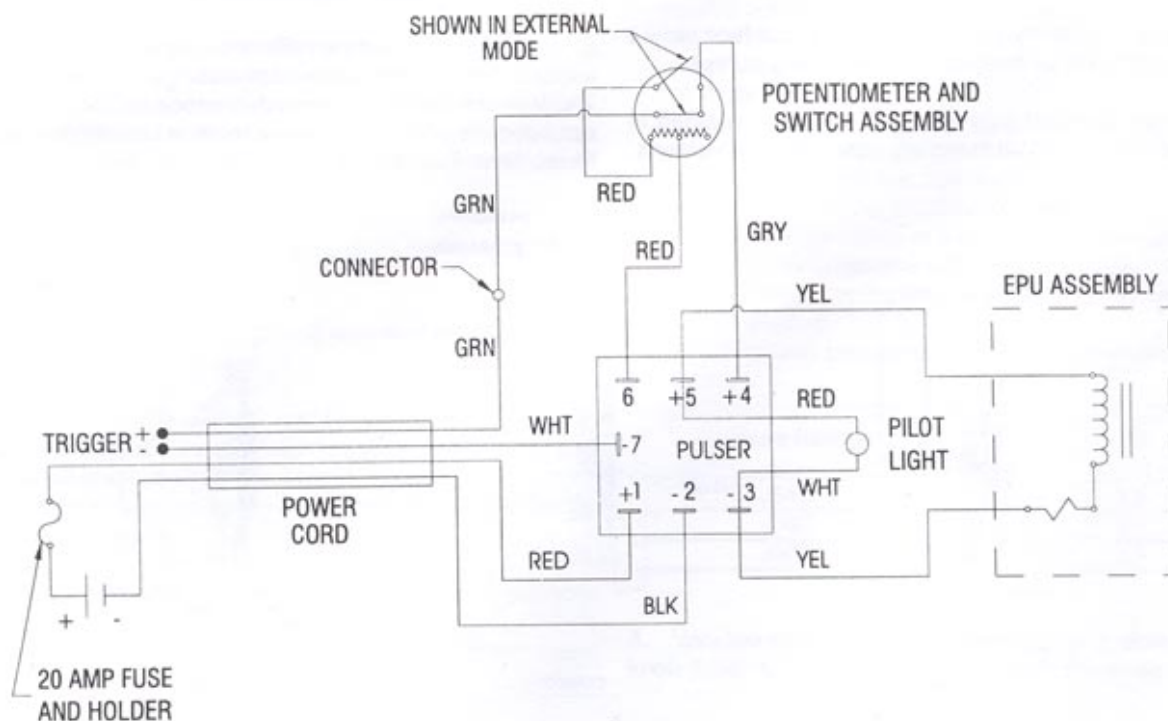 SHOWN IN EXTERNAL
MODE
POTENTIOMETER AND
SWITCH ASSEMBLY
RED
GRN
GRY
RED
CONNECTOR
YEL
EPU ASSEMBLY
GRN
6 +5 +4
RED
WHT
TRIGGER + -
-7
PULSER
PILOT
LIGHT
+1 -2 -3
WHT
POWER
CORD
RED
YEL
BLK
+ -
20 AMP FUSE
AND HOLDER